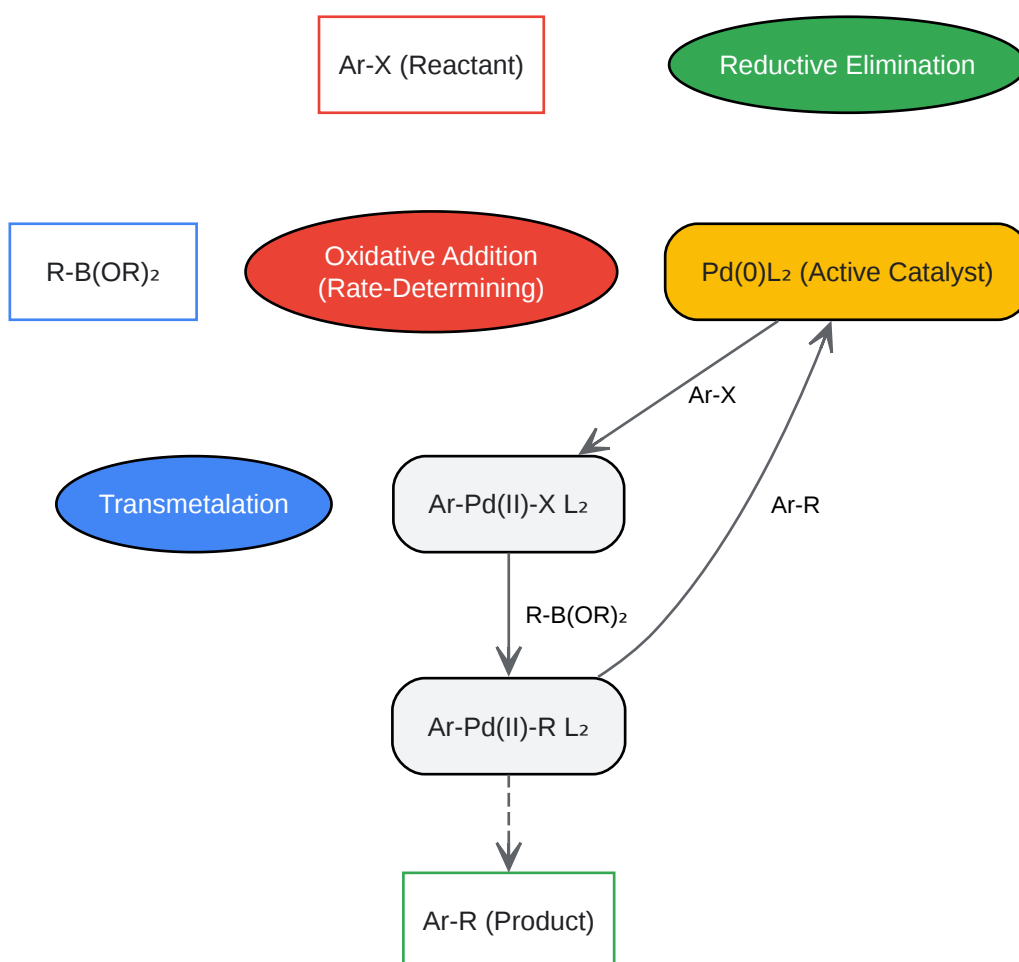 Ar-X (Reactant)
Reductive Elimination
R-B(OR)₂
Oxidative Addition
(Rate-Determining)
Pd(0)L₂ (Active Catalyst)
Ar-X
Transmetalation
Ar-Pd(II)-X L₂
Ar-R
R-B(OR)₂
Ar-Pd(II)-R L₂
Ar-R (Product)